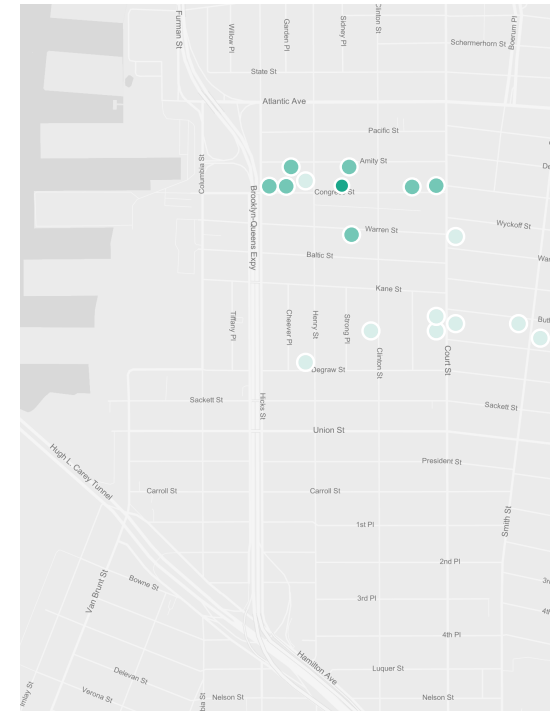 Furman St
Willow Pl
Garden Pl
Sidney Pl
Clinton St
Boerum Pl
Schermerhorn St
State St
Atlantic Ave
Pacific St
Amity St
Columbia St
Congress St
Brooklyn-Queens Expy
Warren St
Wyckoff St
Baltic St
Kane St
Tiffany Pl
Cheever Pl
Henry St
Strong Pl
Clinton St
Court St
Degraw St
Sackett St
Hicks St
Sackett St
Union St
Hugh L. Carey Tunnel
President St
Carroll St
Carroll St
Smith St
1st Pl
2nd Pl
Van Brunt St
Bowne St
3rd Pl
4th Pl
Hamilton Ave
Luquer St
Delevan St
Verona St
Nelson St
Nelson St